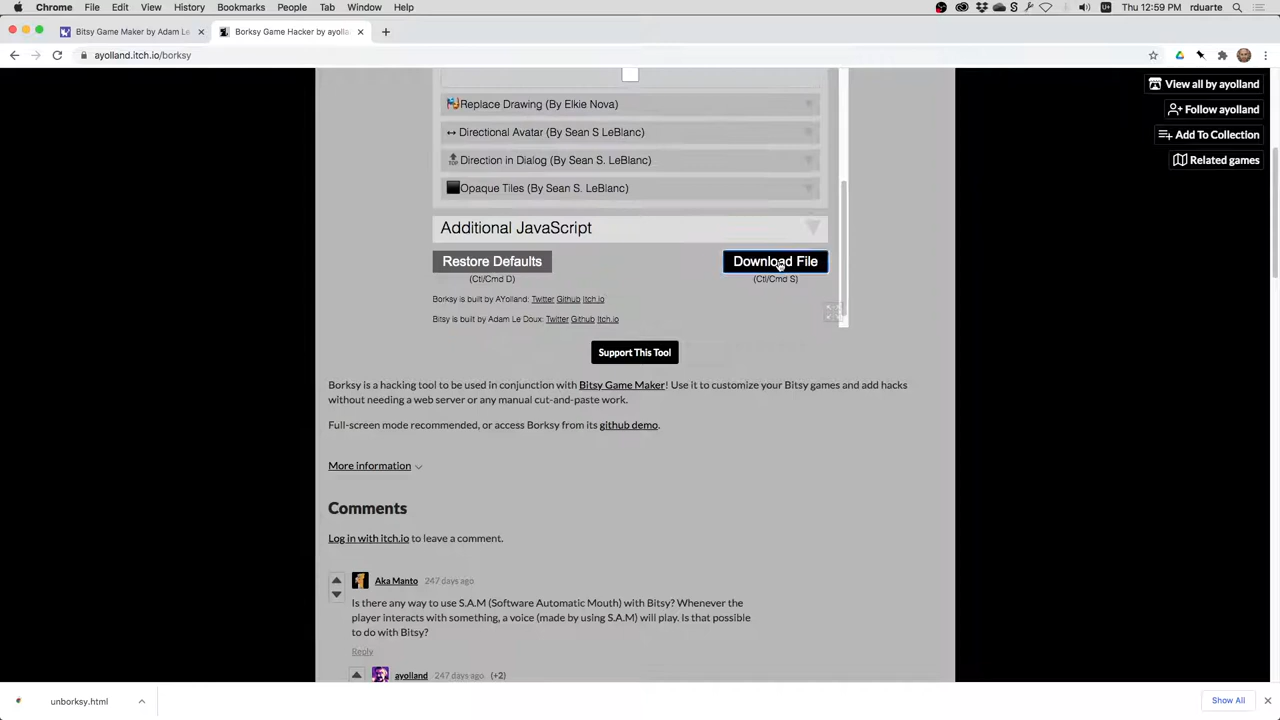 Chrome File Edit View History Bookmarks People Tab Window Help Thu 12:59 PM rduarte
Bitsy Game Maker by Adam Le Borksy Game Hacker by ayolla
ayolland.itch.io/borksy
View all by ayolland
Follow ayolland
Add To Collection
Related games
Replace Drawing (By Elkie Nova)
Directional Avatar (By Sean S LeBlanc)
Direction in Dialog (By Sean S. LeBlanc)
Opaque Tiles (By Sean S. LeBlanc)
Additional JavaScript
Restore Defaults Download File
(Ctl/Cmd D) (Ctl/Cmd S)
Borksy is built by AYolland: Twitter Github Itch.io
Bitsy is built by Adam Le Doux: Twitter Github Itch.io
Support This Tool
Borksy is a hacking tool to be used in conjunction with Bitsy Game Maker! Use it to customize your Bitsy games and add hacks
without needing a web server or any manual cut-and-paste work.
Full-screen mode recommended, or access Borksy from its github demo.
More information
Comments
Log in with itch.io to leave a comment.
Aka Manto 247 days ago
Is there any way to use S.A.M (Software Automatic Mouth) with Bitsy? Whenever the
player interacts with something, a voice (made by using S.A.M) will play. Is that possible
to do with Bitsy?
Reply
ayolland 247 days ago (+2)
unborksy.html Show All